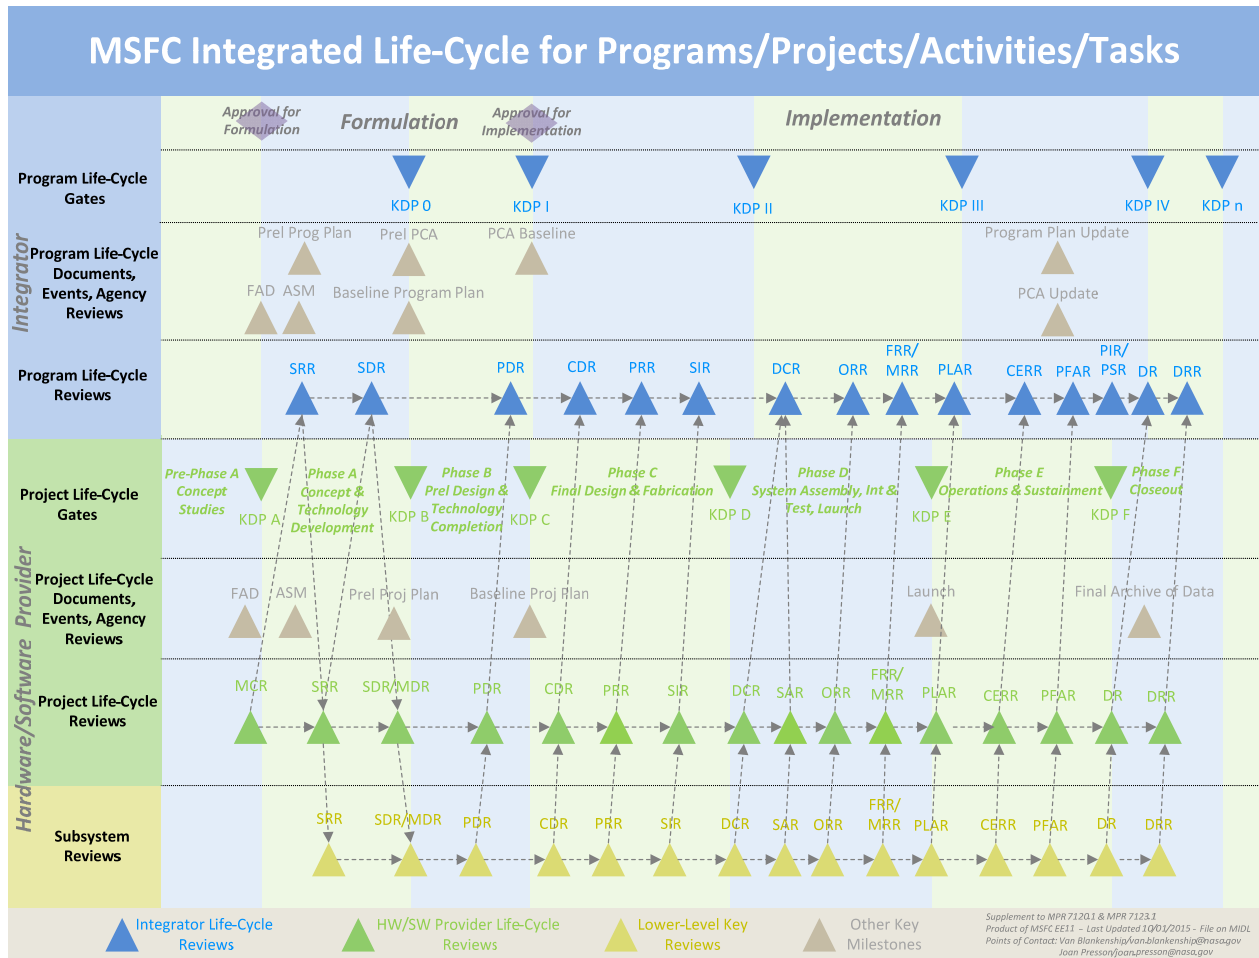 MSFC Integrated Life-Cycle for Programs/Projects/Activities/Tasks
Approval for
Formulation
Formulation
Approval for
Implementation
Implementation
Integrator
Program Life-Cycle
Gates
KDP 0
KDP I
KDP II
KDP III
KDP IV
KDP n
Program Life-Cycle
Documents,
Events, Agency
Reviews
Prel Prog Plan
Prel PCA
PCA Baseline
Program Plan Update
FAD
ASM
Baseline Program Plan
PCA Update
Program Life-Cycle
Reviews
SRR
SDR
PDR
CDR
PRR
SIR
DCR
ORR
FRR/
MRR
PLAR
CERR
PFAR
PIR/
PSR
DR
DRR
Hardware/Software Provider
Project Life-Cycle
Gates
Pre-Phase A
Concept
Studies
KDP A
Phase A
Concept &
Technology
Development
KDP B
Phase B
Prel Design &
Technology
Completion
KDP C
Phase C
Final Design & Fabrication
KDP D
Phase D
System Assembly, Int &
Test, Launch
KDP E
Phase E
Operations & Sustainment
KDP F
Phase F
Closeout
Project Life-Cycle
Documents,
Events, Agency
Reviews
FAD
ASM
Prel Proj Plan
Baseline Proj Plan
Launch
Final Archive of Data
Project Life-Cycle
Reviews
MCR
SRR
SDR/MDR
PDR
CDR
PRR
SIR
DCR
SAR
ORR
FRR/
MRR
PLAR
CERR
PFAR
DR
DRR
Subsystem
Reviews
SRR
SDR/MDR
PDR
CDR
PRR
SIR
DCR
SAR
ORR
FRR/
MRR
PLAR
CERR
PFAR
DR
DRR
Integrator Life-Cycle
Reviews
HW/SW Provider Life-Cycle
Reviews
Lower-Level Key
Reviews
Other Key
Milestones
Supplement to MPR 7120.1 & MPR 7123.1
Product of MSFC EE11 - Last Updated 10/01/2015 - File on MIDL
Points of Contact: Van Blankenship/van.blankenship@nasa.gov
Joan Presson/joan.presson@nasa.gov